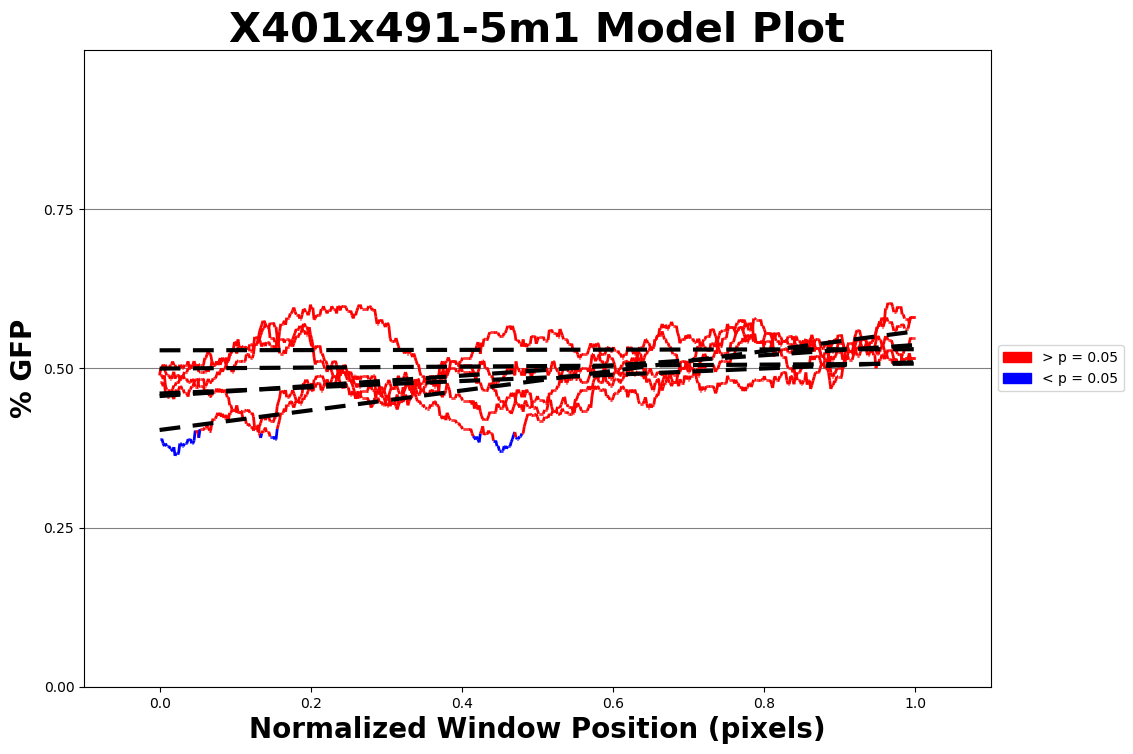 X401x491-5m1 Model Plot
% GFP
0.75
0.50
0.25
0.00
0.0 0.2 0.4 0.6 0.8 1.0
Normalized Window Position (pixels)
> p = 0.05
< p = 0.05